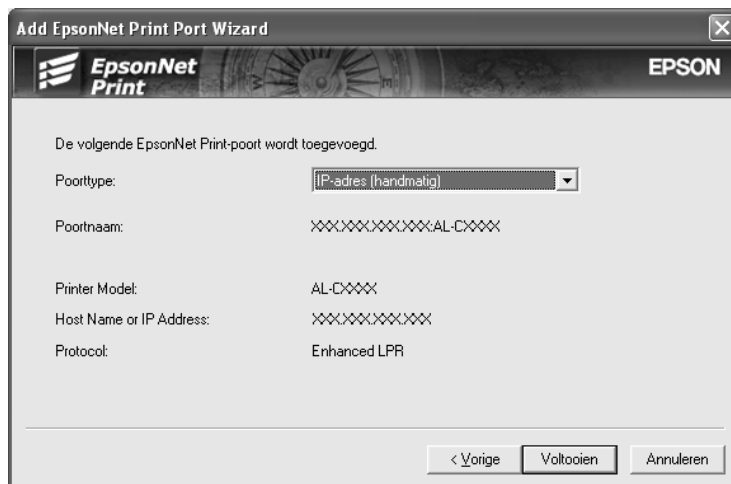 Add EpsonNet Print Port Wizard
EpsonNet
Print
EPSON
De volgende EpsonNet Print-poort wordt toegevoegd.
Poorttype: IP-adres (handmatig)
Poortnaam: XXX.XXX.XXX.XXX:AL-CXXXX
Printer Model: AL-CXXXX
Host Name or IP Address: XXX.XXX.XXX.XXX
Protocol: Enhanced LPR
< Vorige Voltooien Annuleren